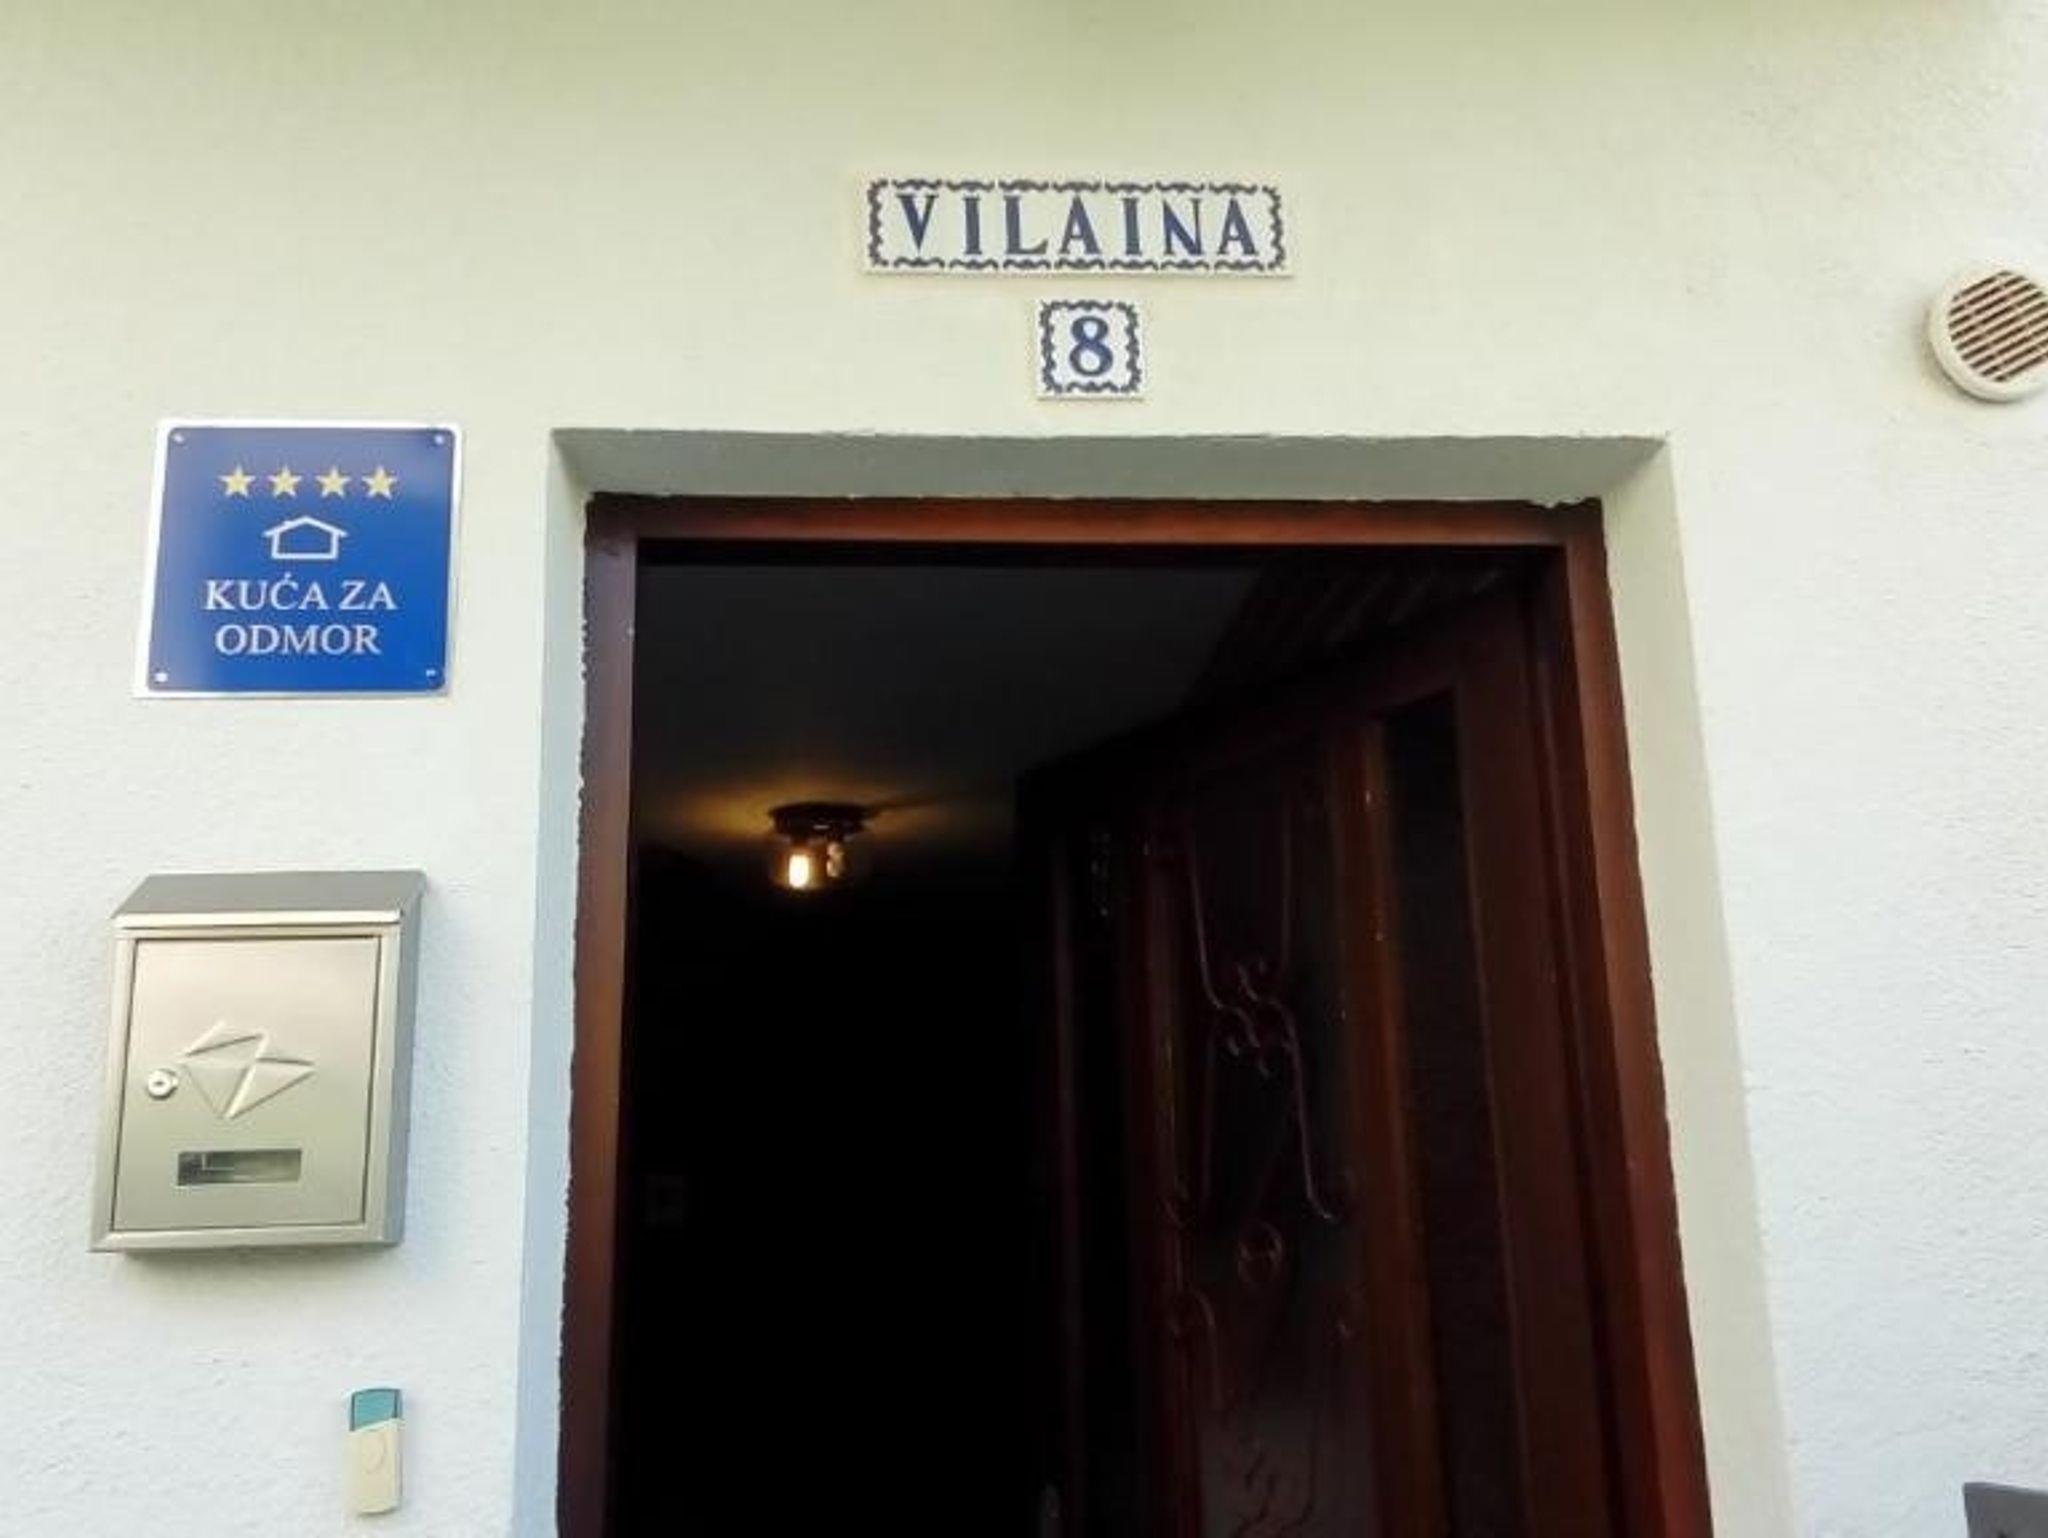 VILAINA
8
KUĆA ZA
ODMOR